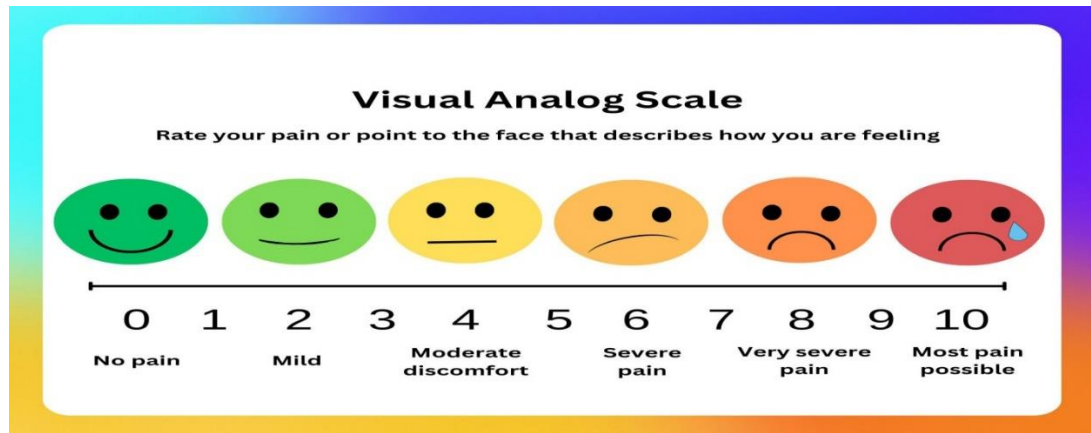 Visual Analog Scale
Rate your pain or point to the face that describes how you are feeling
0 1 2 3 4 5 6 7 8 9 10
No pain
Mild
Moderate
discomfort
Severe
pain
Very severe
pain
Most pain
possible